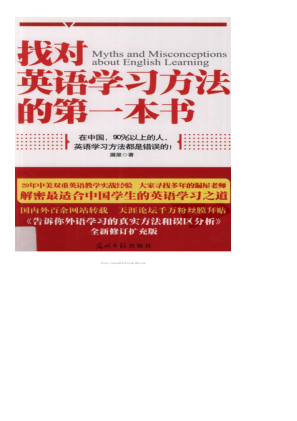 找对
Myths and Misconceptions
about English Learning
英语学习方法
的第一本书
在中国，90%以上的人，
英语学习方法都是错误的！
漏屋◎著
20年中美双重英语教学实战经验 大家寻找多年的漏屋老师
解密最适合中国学生的英语学习之道
国内外百余网站转载 天涯论坛千万粉丝膜拜贴
《告诉你外语学习的真实方法和误区分析》
全新修订扩充版
光明日报出版社